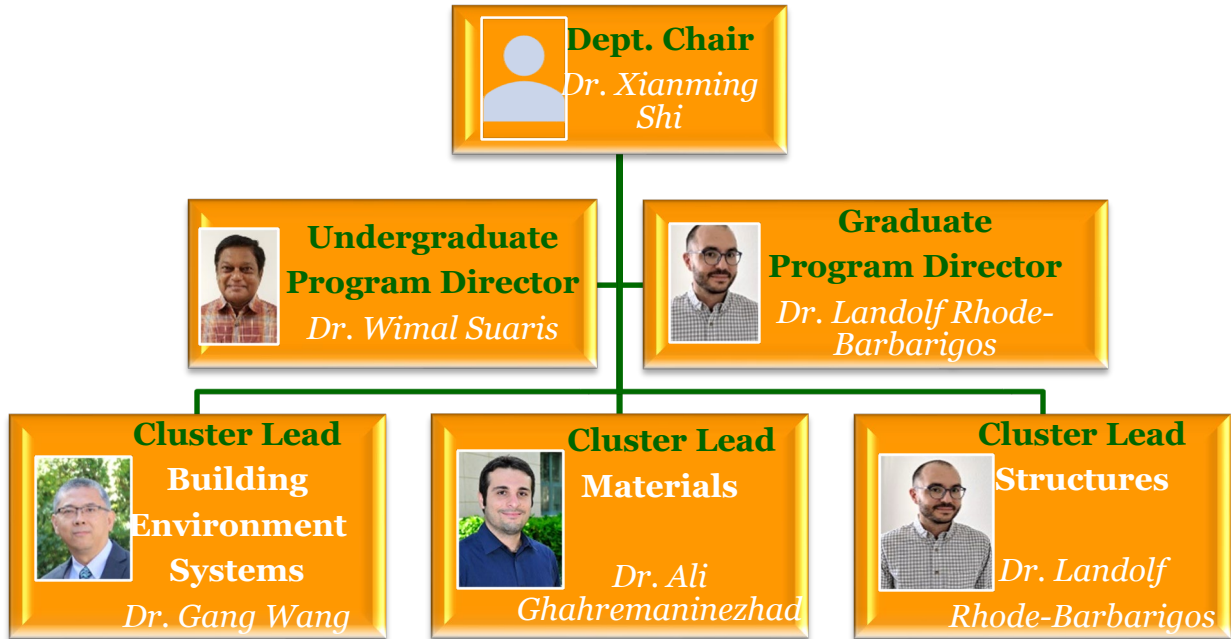 Dept. Chair
Dr. Xianming
Shi
Undergraduate
Program Director
Dr. Wimal Suaris
Graduate
Program Director
Dr. Landolf Rhode-
Barbarigos
Cluster Lead
Building
Environment
Systems
Dr. Gang Wang
Cluster Lead
Materials
Dr. Ali
Ghahremaninezhad
Cluster Lead
Structures
Dr. Landolf
Rhode-Barbarigos